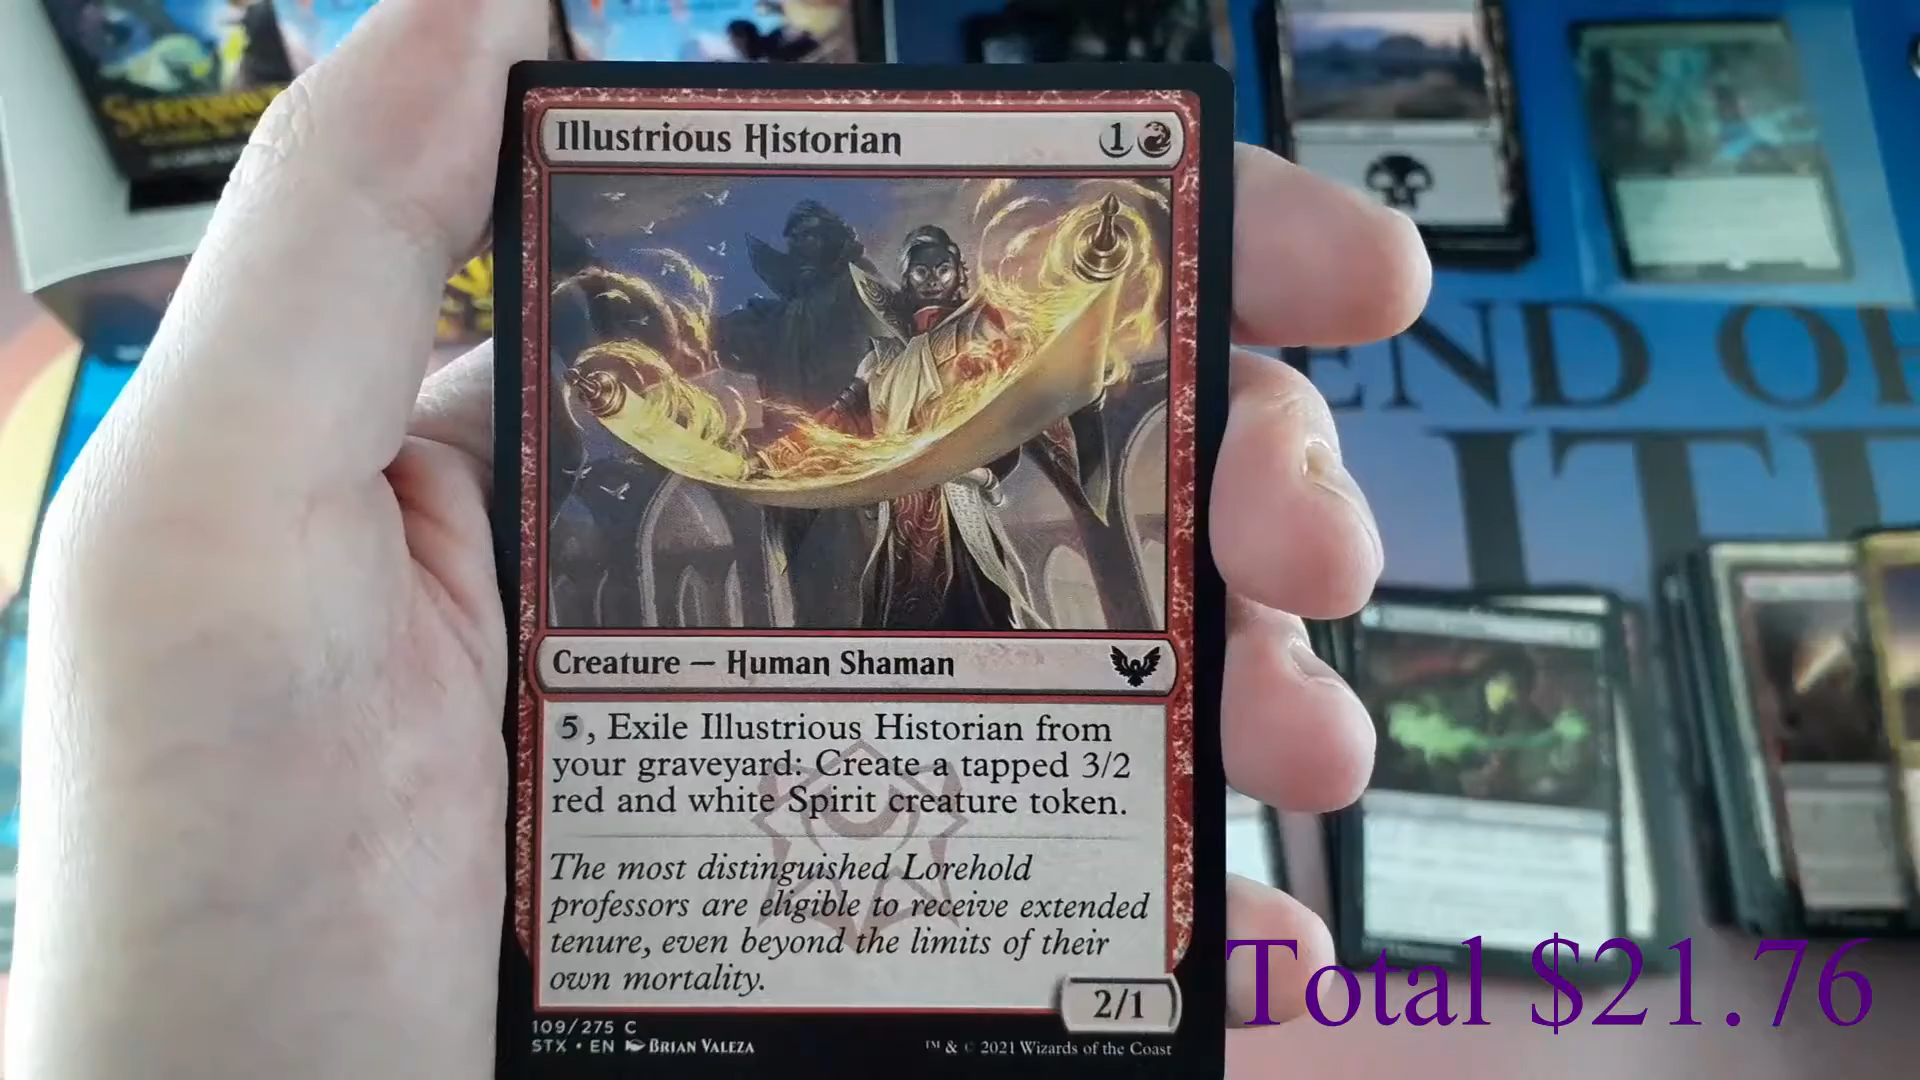 Illustrious Historian
1
Creature — Human Shaman
5, Exile Illustrious Historian from
your graveyard: Create a tapped 3/2
red and white Spirit creature token.
The most distinguished Lorehold
professors are eligible to receive extended
tenure, even beyond the limits of their
own mortality.
2/1
109/275 C
STX • EN BRIAN VALEZA
™ & © 2021 Wizards of the Coast
END OF
Total $21.76